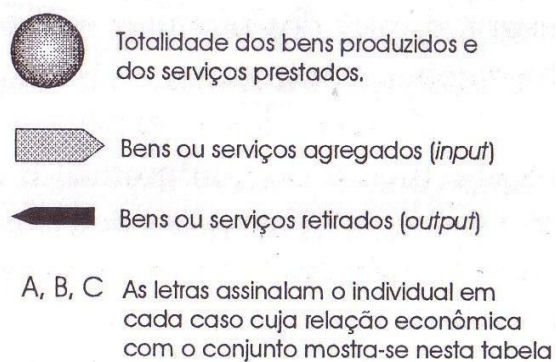 Totalidade dos bens produzidos e
dos serviços prestados.
Bens ou serviços agregados (input)
Bens ou serviços retirados (output)
A, B, C As letras assinalam o individual em
cada caso cuja relação econômica
com o conjunto mostra-se nesta tabela